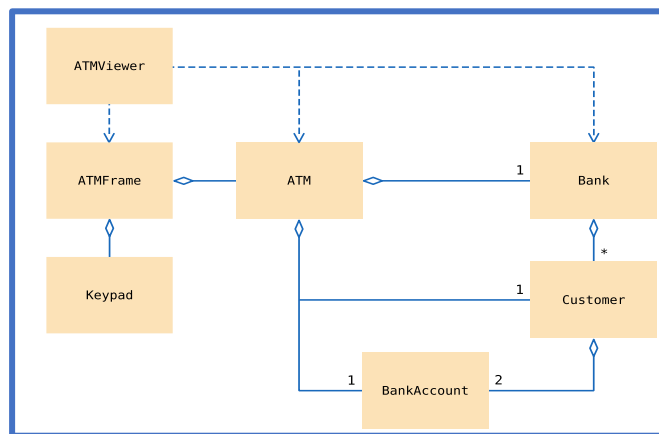 ATMViewer
ATMFrame
ATM
1
Bank
*
Keypad
1
Customer
1
BankAccount
2